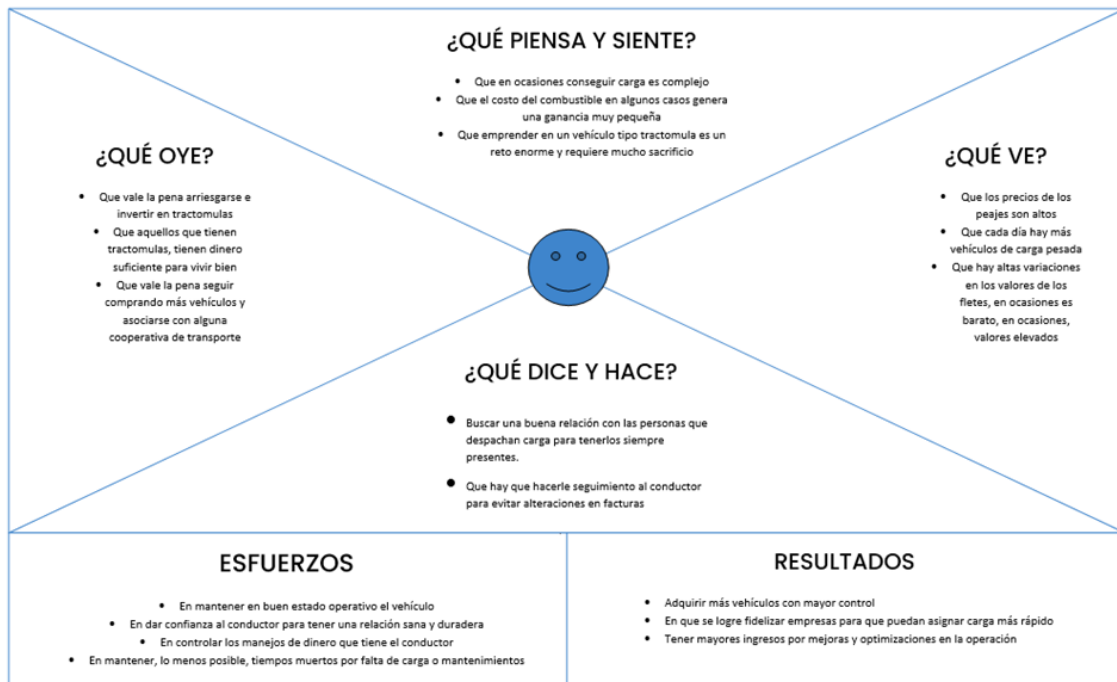 ¿QUÉ PIENSA Y SIENTE?
• Que en ocasiones conseguir carga es complejo
• Que el costo del combustible en algunos casos genera
una ganancia muy pequeña
• Que emprender en un vehículo tipo tractomula es un
reto enorme y requiere mucho sacrificio
¿QUÉ OYE?
• Que vale la pena arriesgarse e
invertir en tractomulas
• Que aquellos que tienen
tractomulas, tienen dinero
suficiente para vivir bien
• Que vale la pena seguir
comprando más vehículos y
asociarse con alguna
cooperativa de transporte
¿QUÉ VE?
• Que los precios de los
peajes son altos
• Que cada día hay más
vehículos de carga pesada
• Que hay altas variaciones
en los valores de los
fletes, en ocasiones es
barato, en ocasiones,
valores elevados
¿QUÉ DICE Y HACE?
• Buscar una buena relación con las personas que
despachan carga para tenerlos siempre
presentes.
• Que hay que hacerle seguimiento al conductor
para evitar alteraciones en facturas
ESFUERZOS
• En mantener en buen estado operativo el vehículo
• En dar confianza al conductor para tener una relación sana y duradera
• En controlar los manejos de dinero que tiene el conductor
• En mantener, lo menos posible, tiempos muertos por falta de carga o mantenimientos
RESULTADOS
• Adquirir más vehículos con mayor control
• En que se logre fidelizar empresas para que puedan asignar carga más rápido
• Tener mayores ingresos por mejoras y optimizaciones en la operación